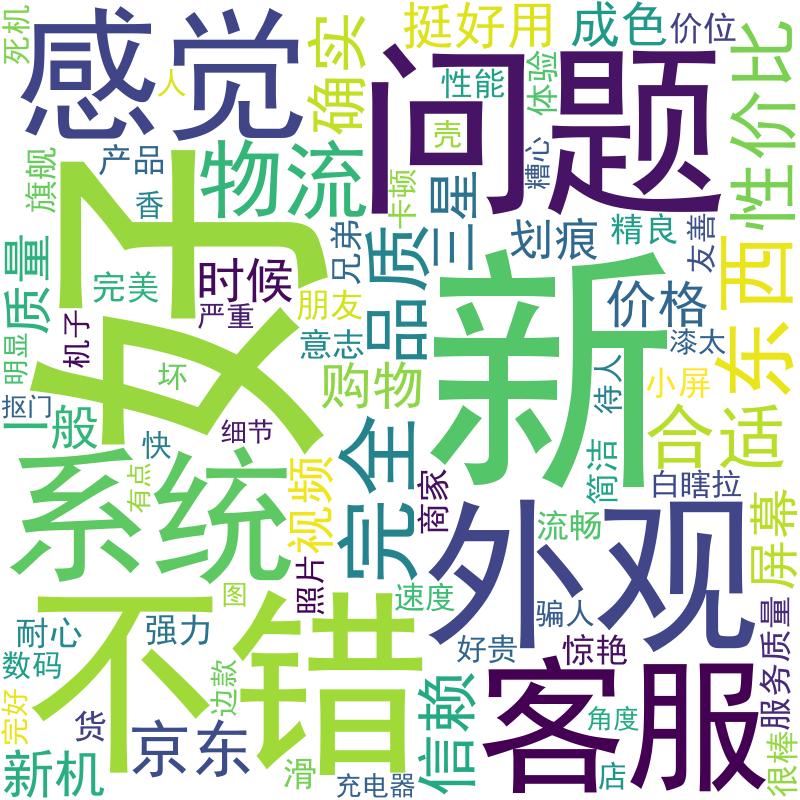 死机
感觉
人
确实
挺好用
成色
价位
性价比
问题
性能
体验
壳
糟心
旗舰
产品
香
物流
卡顿
三星
好
兄弟
品质
划痕
精良
友善
东西
质量
完美
时候
严重
朋友
新
价格
机子
明显
意志
漆太
坏
购物
待人
小屏
抠门
一般
合适
细节
快
完全
系统
有点
视频
商家
简洁
白瞎拉
屏幕
外观
流畅
照片
速度
不错
耐心
强力
骗人
好贵
惊艳
服务质量
数码
边款
客服
信赖
角度
完好
货
京东
新机
滑
充电器
店
很棒